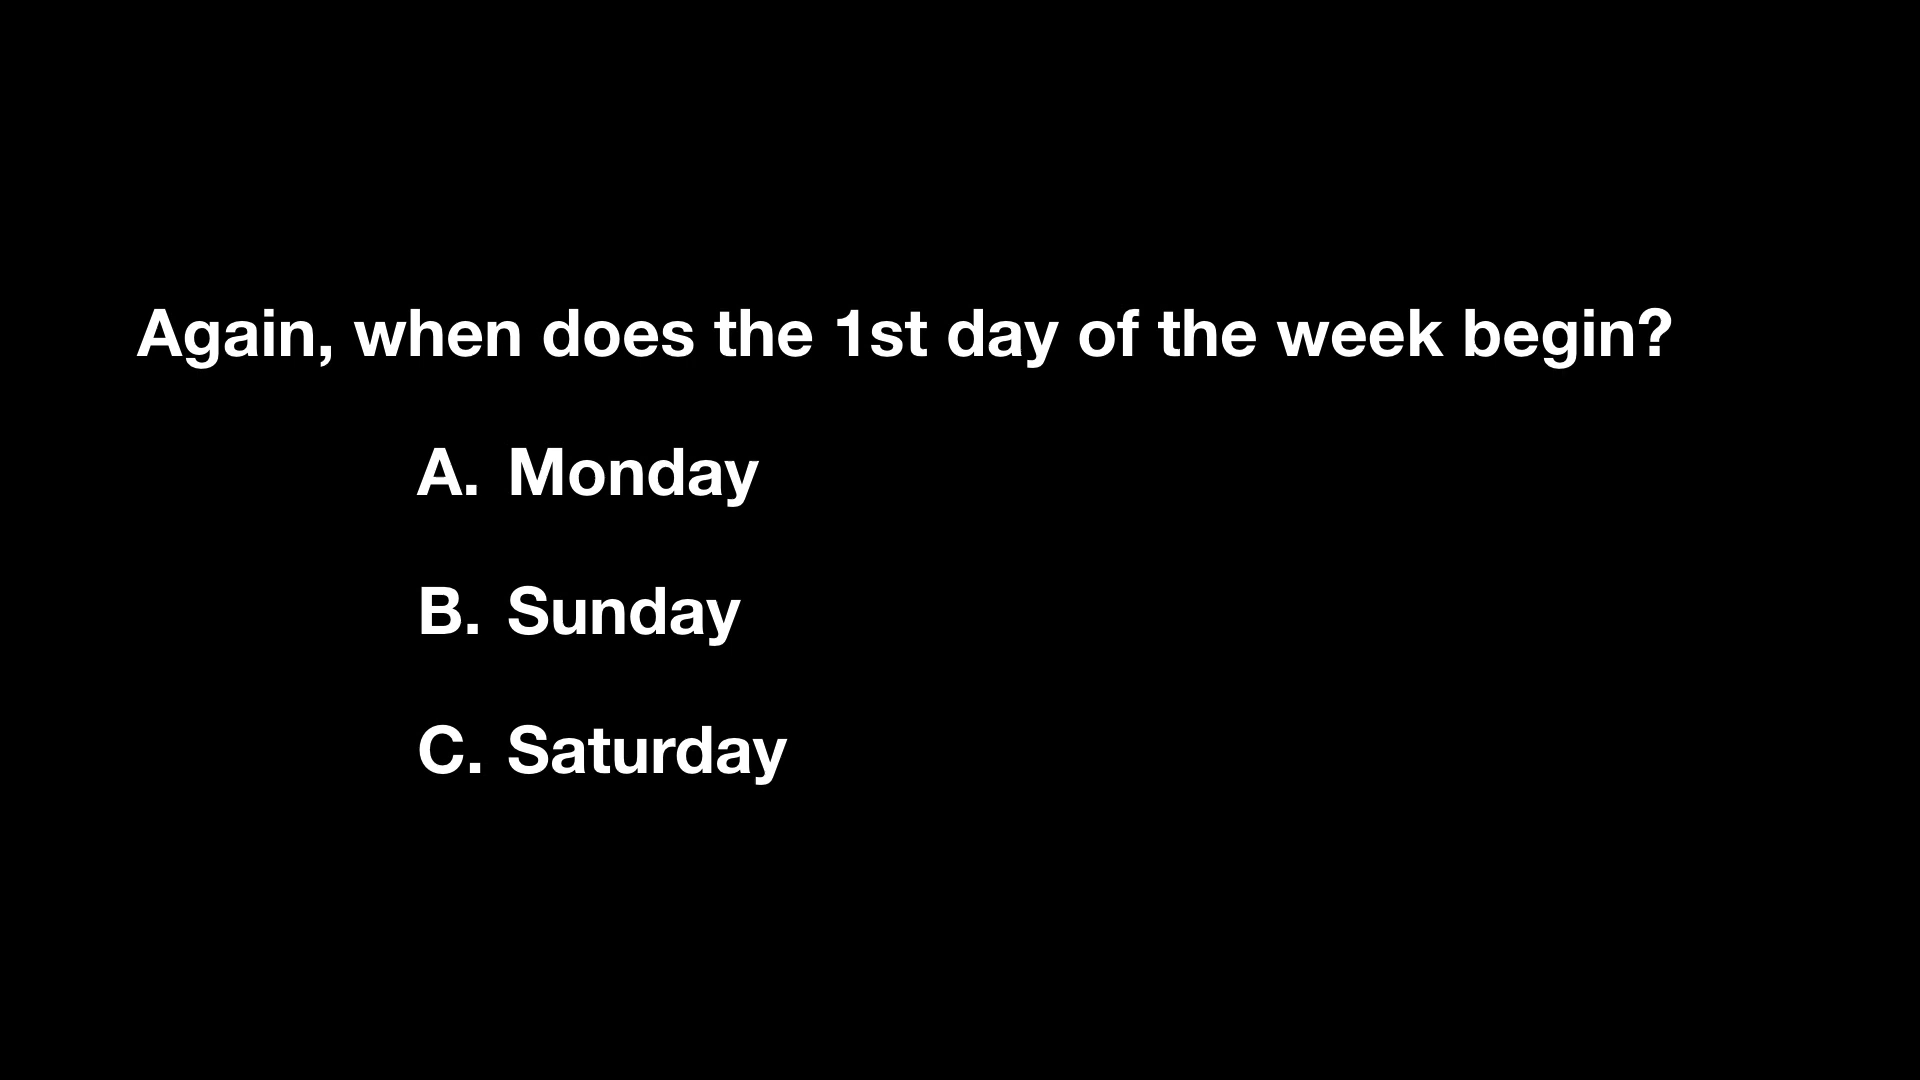 Again, when does the 1st day of the week begin?
A. Monday
B. Sunday
C. Saturday